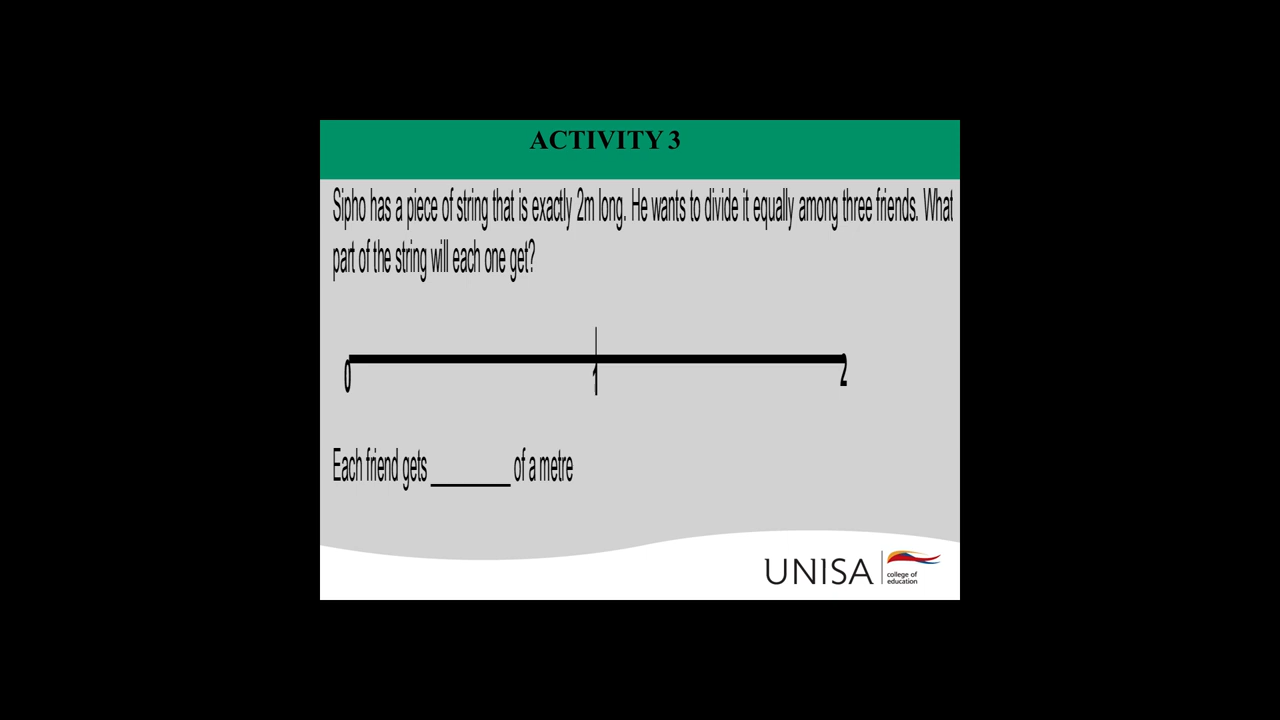 ACTIVITY 3
Sipho has a piece of string that is exactly 2m long. He wants to divide it equally among three friends. What
part of the string will each one get?
0 1 2
Each friend gets ________ of a metre
UNISA college of
education